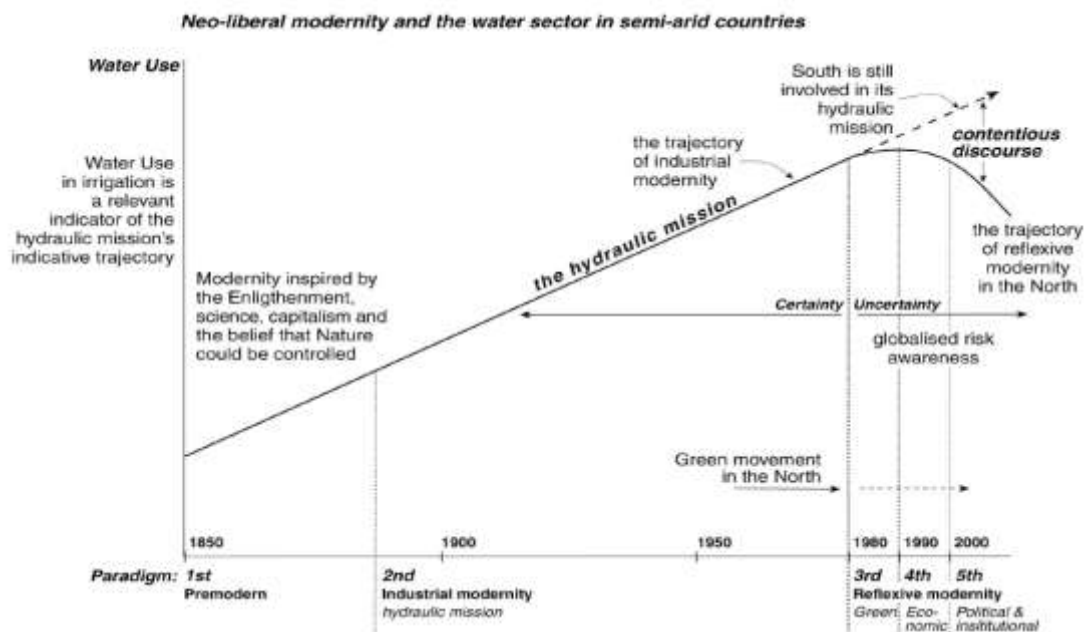 Neo-liberal modernity and the water sector in semi-arid countries
Water Use
South is still
involved in its
hydraulic
mission
contentious
discourse
the trajectory
of industrial
modernity
Water Use
in irrigation is
a relevant
indicator of the
hydraulic mission's
indicative trajectory
the hydraulic mission
the trajectory
of reflexive
modernity
in the North
Modernity inspired by
the Enligthenment,
science, capitalism and
the belief that Nature
could be controlled
Certainty Uncertainty
globalised risk
awareness
Green movement
in the North
1850 1900 1950 1980 1990 2000
Paradigm: 1st 2nd 3rd 4th 5th
Premodern Industrial modernity Reflexive modernity
hydraulic mission Green Eco- Political &
nomic insititutional